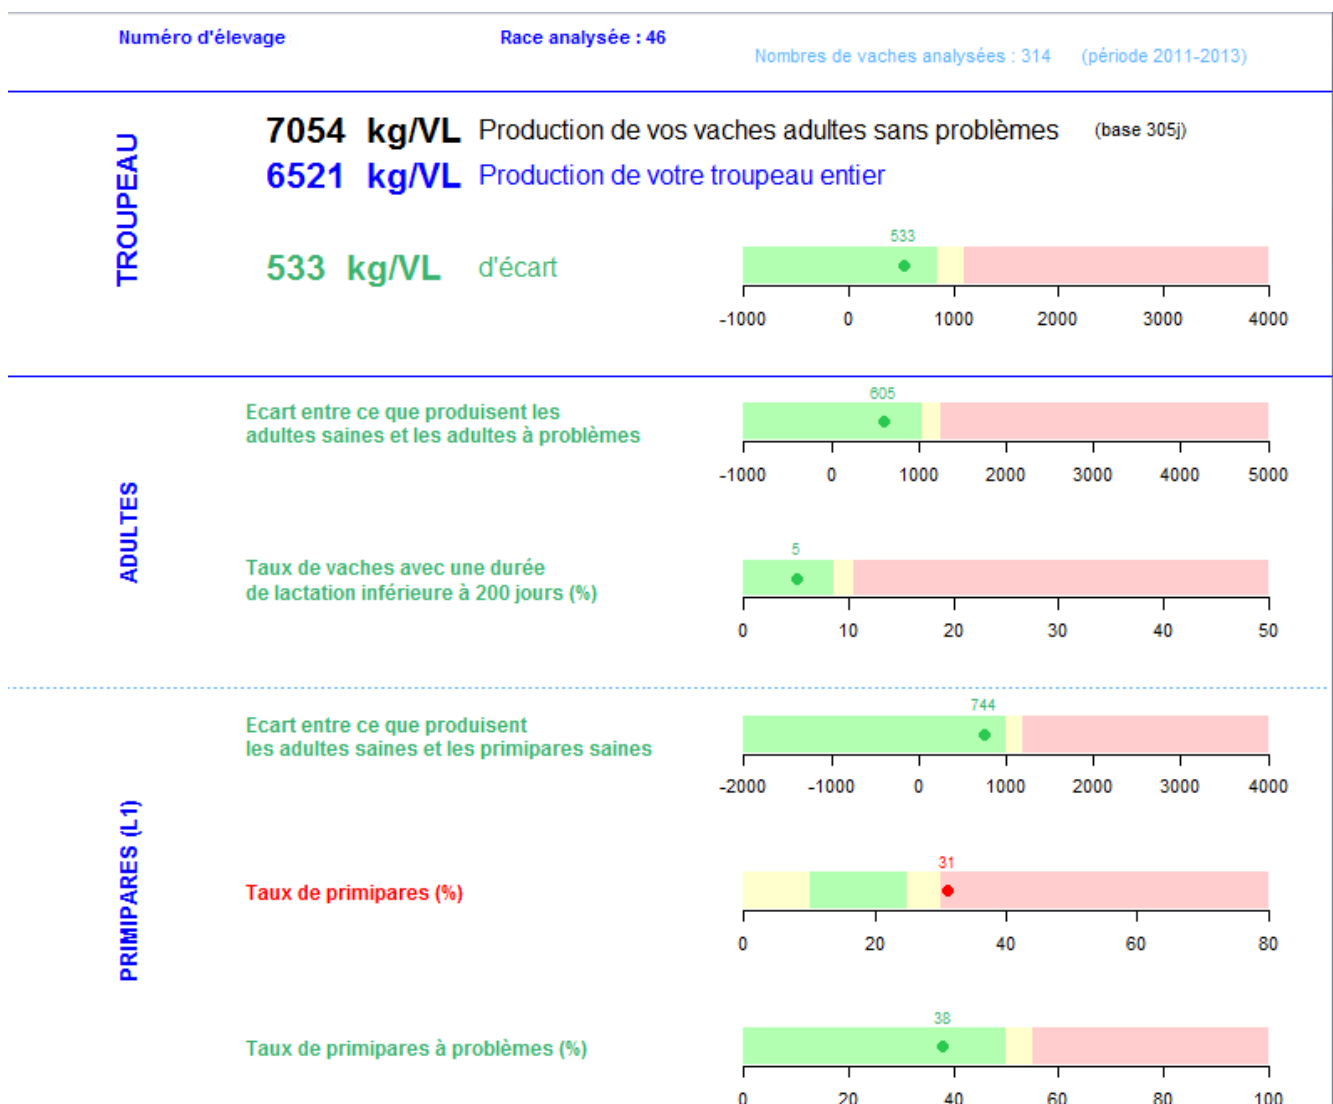 Numéro d'élevage Race analysée : 46
Nombres de vaches analysées : 314 (période 2011-2013)
TROUPEAU
7054 kg/VL Production de vos vaches adultes sans problèmes (base 305j)
6521 kg/VL Production de votre troupeau entier
533
533 kg/VL d'écart
-1000 0 1000 2000 3000 4000
ADULTES
605
Ecart entre ce que produisent les
adultes saines et les adultes à problèmes
-1000 0 1000 2000 3000 4000 5000
5
Taux de vaches avec une durée
de lactation inférieure à 200 jours (%)
0 10 20 30 40 50
PRIMIPARES (L1)
744
Ecart entre ce que produisent
les adultes saines et les primipares saines
-2000 -1000 0 1000 2000 3000 4000
31
Taux de primipares (%)
0 20 40 60 80
38
Taux de primipares à problèmes (%)
0 20 40 60 80 100